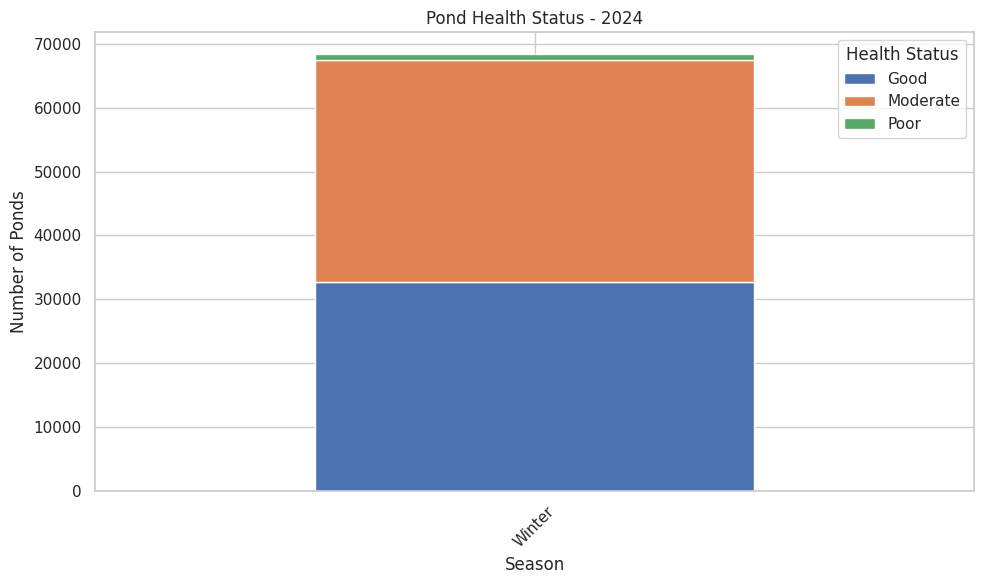 Pond Health Status - 2024
Number of Ponds
70000
60000
50000
40000
30000
20000
10000
0
Health Status
Good
Moderate
Poor
Winter
Season